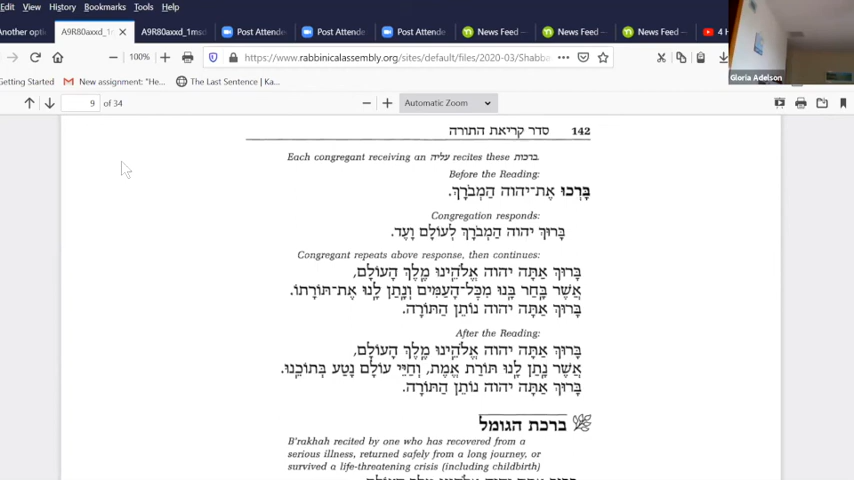 Edit View History Bookmarks Tools Help
Another option A9R80axxd_1 A9R80axxd_1msd Post Attende Post Attende Post Attende News Feed — News Feed — News Feed — 4 H
100% https://www.rabbinicalassembly.org/sites/default/files/2020-03/Shabba
Getting Started New assignment: "He... The Last Sentence | Ka...
Gloria Adelson
9 of 34 Automatic Zoom
142 סדר קריאת התורה
Each congregant receiving an עליה recites these ברכות.
Before the Reading:
בָּרְכוּ אֶת־יהוה הַמְבֹרָךְ.
Congregation responds:
בָּרוּךְ יהוה הַמְבֹרָךְ לְעוֹלָם וָעֶד.
Congregant repeats above response, then continues:
בָּרוּךְ אַתָּה יהוה אֱלֹהֵינוּ מֶלֶךְ הָעוֹלָם,
אֲשֶׁר בָּחַר בָּנוּ מִכׇּל־הָעַמִּים וְנָתַן לָנוּ אֶת־תּוֹרָתוֹ.
בָּרוּךְ אַתָּה יהוה נוֹתֵן הַתּוֹרָה.
After the Reading:
בָּרוּךְ אַתָּה יהוה אֱלֹהֵינוּ מֶלֶךְ הָעוֹלָם,
אֲשֶׁר נָתַן לָנוּ תּוֹרַת אֱמֶת, וְחַיֵּי עוֹלָם נָטַע בְּתוֹכֵנוּ.
בָּרוּךְ אַתָּה יהוה נוֹתֵן הַתּוֹרָה.
ברכת הגומל
B'rakhah recited by one who has recovered from a
serious illness, returned safely from a long journey, or
survived a life-threatening crisis (including childbirth)